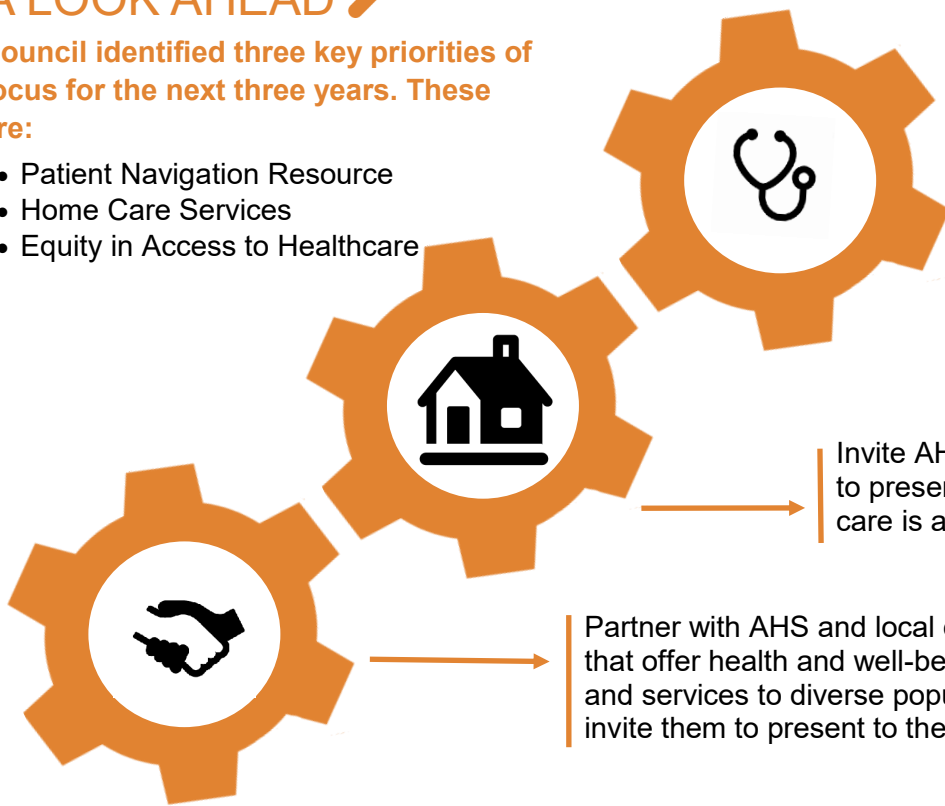 A LOOK AHEAD
ouncil identified three key priorities of
ocus for the next three years. These
re:
• Patient Navigation Resource
• Home Care Services
• Equity in Access to Healthcare
Invite AH
to presen
care is a
Partner with AHS and local
that offer health and well-be
and services to diverse popu
invite them to present to the